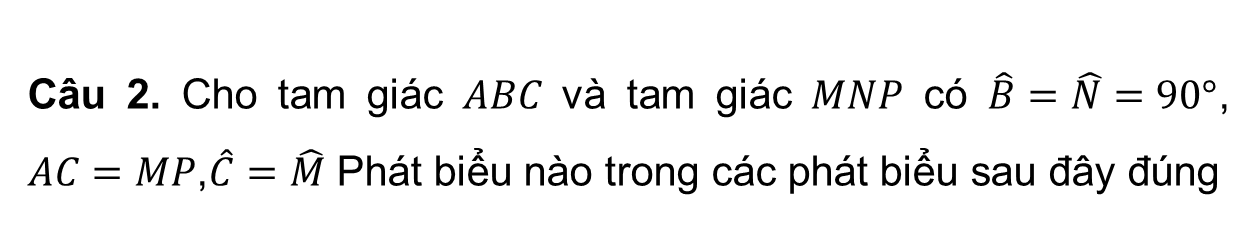 Câu 2. Cho tam giác ABC và tam giác MNP có B̂ = N̂ = 90°,
AC = MP,Ĉ = M̂ Phát biểu nào trong các phát biểu sau đây đúng